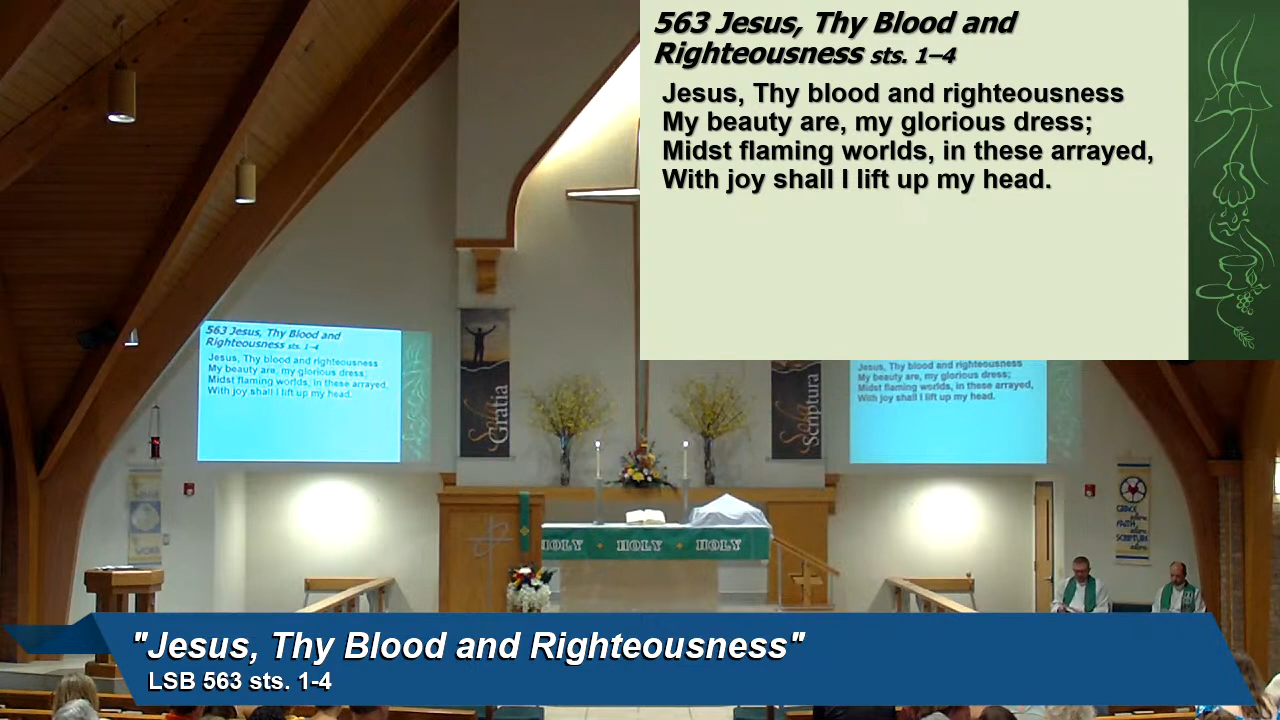 563 Jesus, Thy Blood and
Righteousness sts. 1–4
Jesus, Thy blood and righteousness
My beauty are, my glorious dress;
Midst flaming worlds, in these arrayed,
With joy shall I lift up my head.
563 Jesus, Thy Blood and
Righteousness sts. 1–4
Jesus, Thy blood and righteousness
My beauty are, my glorious dress;
Midst flaming worlds, in these arrayed,
With joy shall I lift up my head.
Jesus, Thy blood and righteousness
My beauty are, my glorious dress;
Midst flaming worlds, in these arrayed,
With joy shall I lift up my head.
Sola
Gratia
Sola
Scriptura
GRACE
alone
FAITH
alone
SCRIPTURE
alone
WORD
HOLY HOLY HOLY
"Jesus, Thy Blood and Righteousness"
LSB 563 sts. 1-4